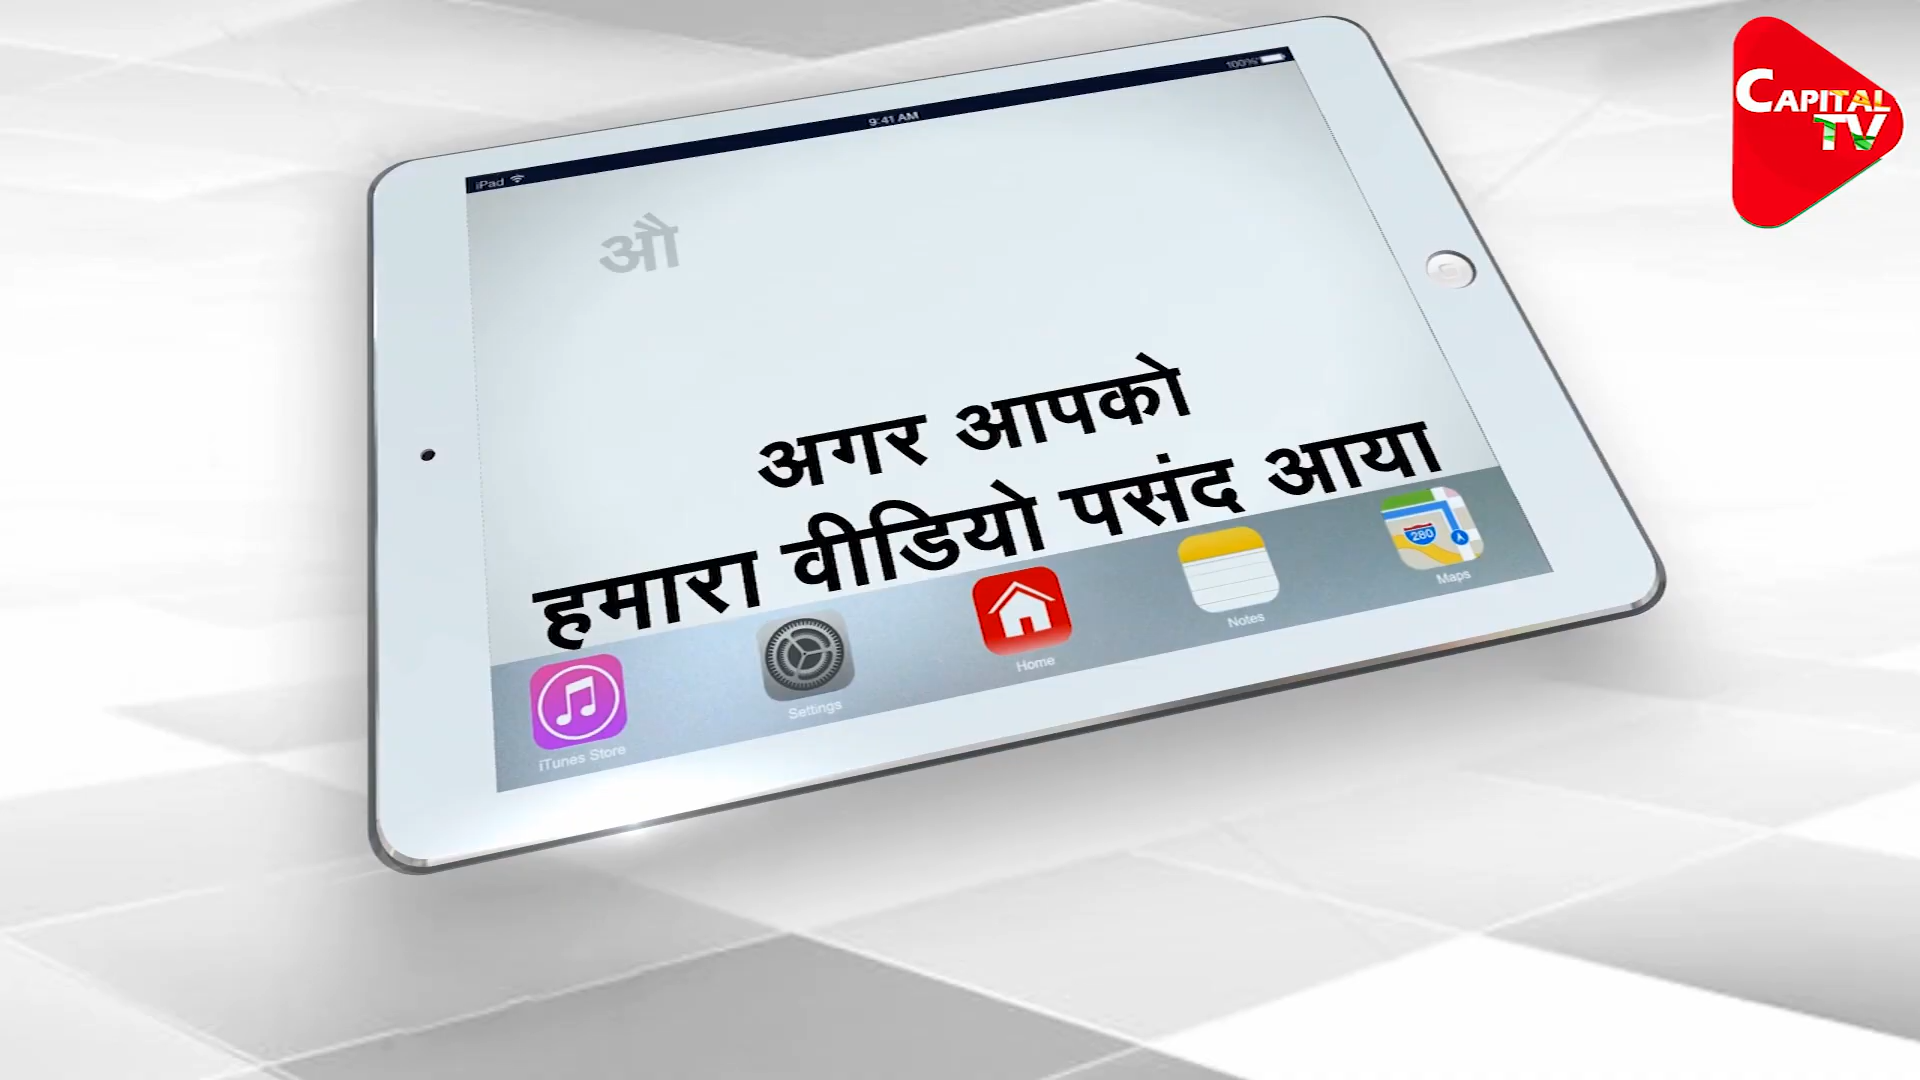 CAPITAL
TV
iPad
9:41 AM
100%
औ
अगर आपको
हमारा वीडियो पसंद आया
iTunes Store
Settings
Home
Notes
280
Maps